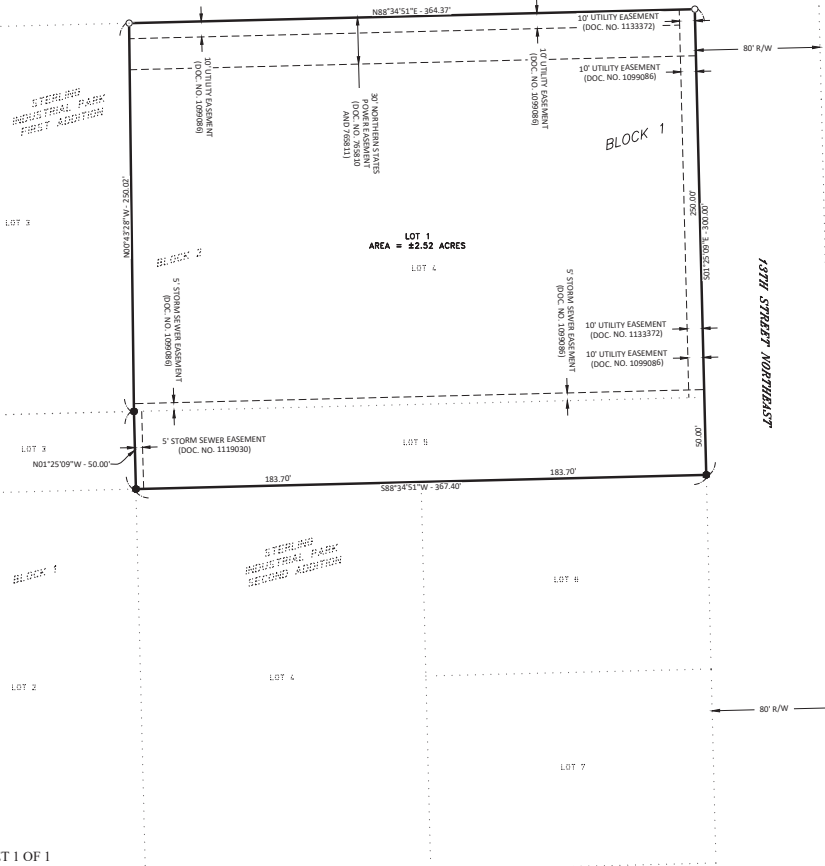 N88°34'51"E - 364.37'
10' UTILITY EASEMENT
(DOC. NO. 1133372)
80' R/W
10' UTILITY EASEMENT
(DOC. NO. 1099086)
10' UTILITY EASEMENT
(DOC. NO. 1099086)
30' NORTHERN STATES
POWER EASEMENT
(DOC. NO. 765810
AND 765811)
10' UTILITY EASEMENT
(DOC. NO. 1099086)
STERLING
INDUSTRIAL PARK
FIRST ADDITION
BLOCK 1
LOT 3
N00°43'28"W - 250.02'
250.00'
S01°25'09"E - 300.00'
LOT 1
AREA = ±2.52 ACRES
LOT 4
BLOCK 2
13TH STREET NORTHEAST
5' STORM SEWER EASEMENT
(DOC. NO. 1099086)
5' STORM SEWER EASEMENT
(DOC. NO. 1099086)
10' UTILITY EASEMENT
(DOC. NO. 1133372)
10' UTILITY EASEMENT
(DOC. NO. 1099086)
LOT 3
N01°25'09"W - 50.00'
5' STORM SEWER EASEMENT
(DOC. NO. 1119030)
LOT 5
50.00'
183.70'
183.70'
S88°34'51"W - 367.40'
STERLING
INDUSTRIAL PARK
SECOND ADDITION
BLOCK 1
LOT 2
LOT 4
80' R/W
LOT 7
T 1 OF 1